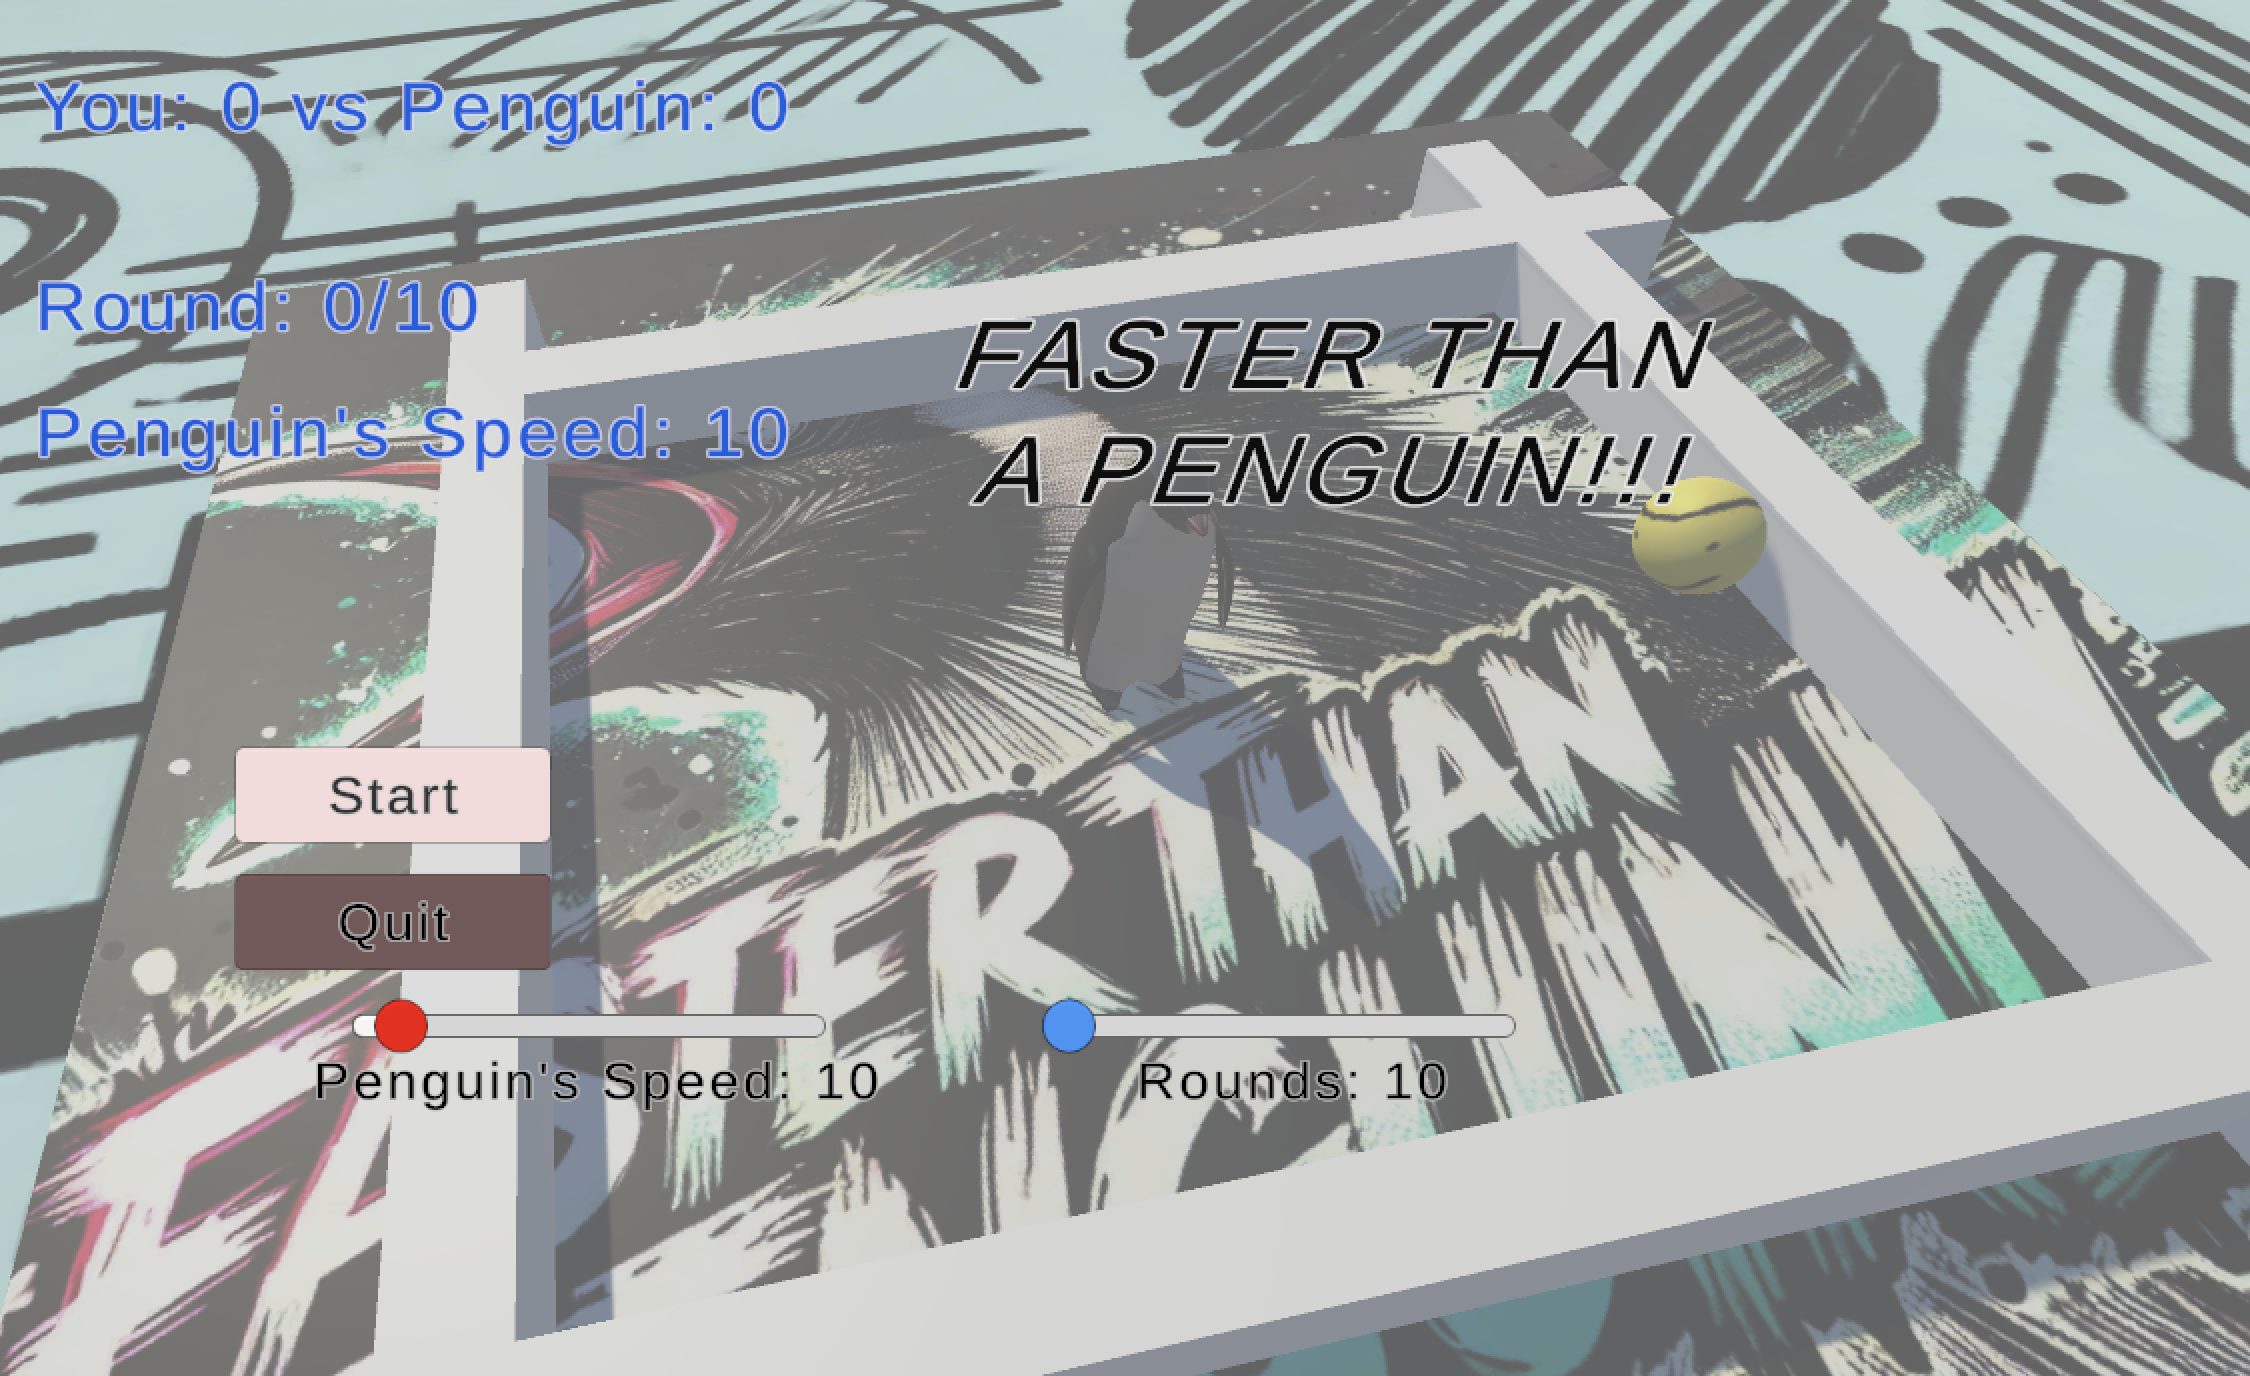 You: 0 vs Penguin: 0
Round: 0/10
Penguin's Speed: 10
FASTER THAN
A PENGUIN!!!
Start
Quit
Penguin's Speed: 10
Rounds: 10
FASTER THAN